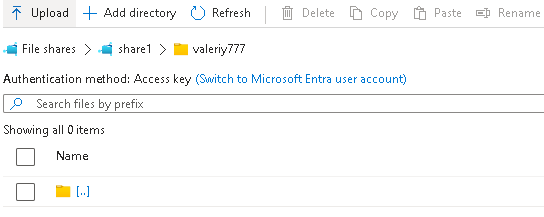 Upload Add directory Refresh Delete Copy Paste Rename
File shares > share1 > valeriy777
Authentication method: Access key (Switch to Microsoft Entra user account)
Search files by prefix
Showing all 0 items
Name
[..]